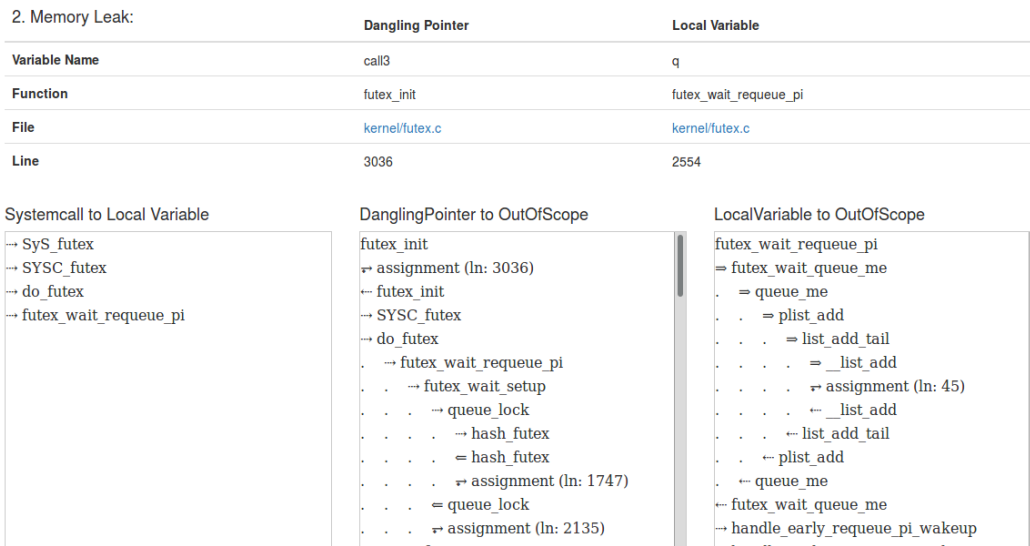 2. Memory Leak:
Dangling Pointer Local Variable
Variable Name call3 q
Function futex_init futex_wait_requeue_pi
File kernel/futex.c kernel/futex.c
Line 3036 2554
Systemcall to Local Variable
⇢ SyS_futex
⇢ SYSC_futex
⇢ do_futex
⇢ futex_wait_requeue_pi
DanglingPointer to OutOfScope
futex_init
⥅ assignment (ln: 3036)
⇠ futex_init
⇢ SYSC_futex
⇢ do_futex
. ⇢ futex_wait_requeue_pi
. . ⇢ futex_wait_setup
. . . ⇢ queue_lock
. . . . ⇢ hash_futex
. . . . ⇐ hash_futex
. . . . ⥅ assignment (ln: 1747)
. . . ⇐ queue_lock
. . . ⥅ assignment (ln: 2135)
LocalVariable to OutOfScope
futex_wait_requeue_pi
⇒ futex_wait_queue_me
. ⇒ queue_me
. . ⇒ plist_add
. . . ⇒ list_add_tail
. . . . ⇒ __list_add
. . . . ⥅ assignment (ln: 45)
. . . . ⇠ __list_add
. . . ⇠ list_add_tail
. . ⇠ plist_add
. ⇠ queue_me
⇠ futex_wait_queue_me
⇢ handle_early_requeue_pi_wakeup